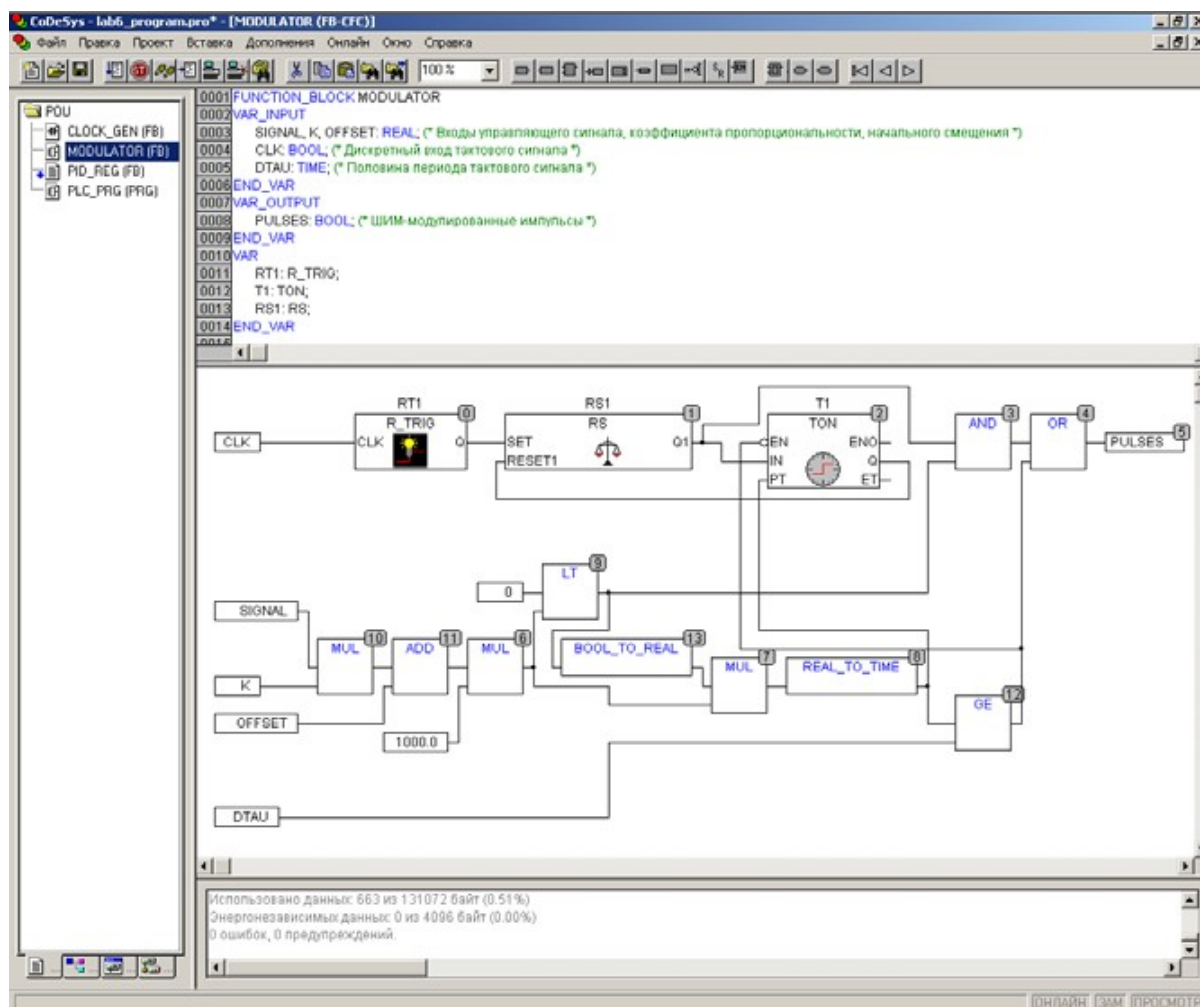 CoDeSys - lab6_program.pro* - [MODULATOR (FB-CFC)]
Файл Правка Проект Вставка Дополнения Онлайн Окно Справка
100 %
POU
CLOCK_GEN (FB)
MODULATOR (FB)
PID_REG (FB)
PLC_PRG (PRG)
0001 FUNCTION_BLOCK MODULATOR
0002 VAR_INPUT
0003 SIGNAL, K, OFFSET: REAL; (* Входы управляющего сигнала, коэффициента пропорциональности, начального смещения *)
0004 CLK: BOOL; (* Дискретный вход тактового сигнала *)
0005 DTAU: TIME; (* Половина периода тактового сигнала *)
0006 END_VAR
0007 VAR_OUTPUT
0008 PULSES: BOOL; (* ШИМ-модулированные импульсы *)
0009 END_VAR
0010 VAR
0011 RT1: R_TRIG;
0012 T1: TON;
0013 RS1: RS;
0014 END_VAR
0015
RT1 RS1 T1
R_TRIG 0 RS 1 TON 2 AND 3 OR 4
CLK CLK Q SET Q1 EN ENO PULSES 5
RESET1 IN Q
PT ET
LT 9
0
SIGNAL
MUL 10 ADD 11 MUL 6 BOOL_TO_REAL 13 MUL 7 REAL_TO_TIME 8
K
GE 12
OFFSET
1000.0
DTAU
Использовано данных: 663 из 131072 байт (0.51%)
Энергонезависимых данных: 0 из 4096 байт (0.00%)
0 ошибок, 0 предупреждений.
ОНЛАЙН ЗАМ ПРОСМОТР